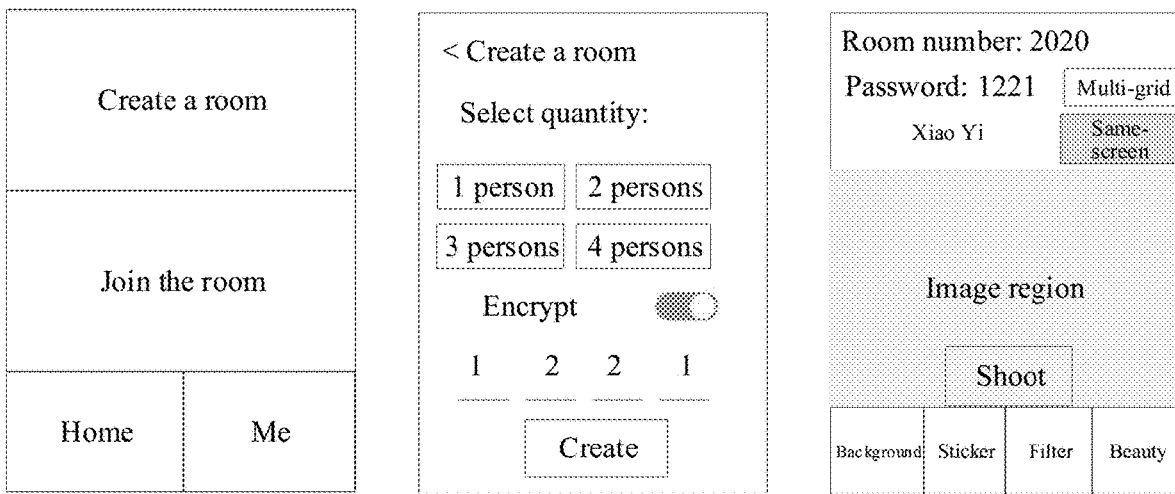 Create a room
Join the room
Home
Me
< Create a room
Select quantity:
1 person
2 persons
3 persons
4 persons
Encrypt
1 2 2 1
Create
Room number: 2020
Password: 1221
Multi-grid
Xiao Yi
Same-
screen
Image region
Shoot
Background
Sticker
Filter
Beauty